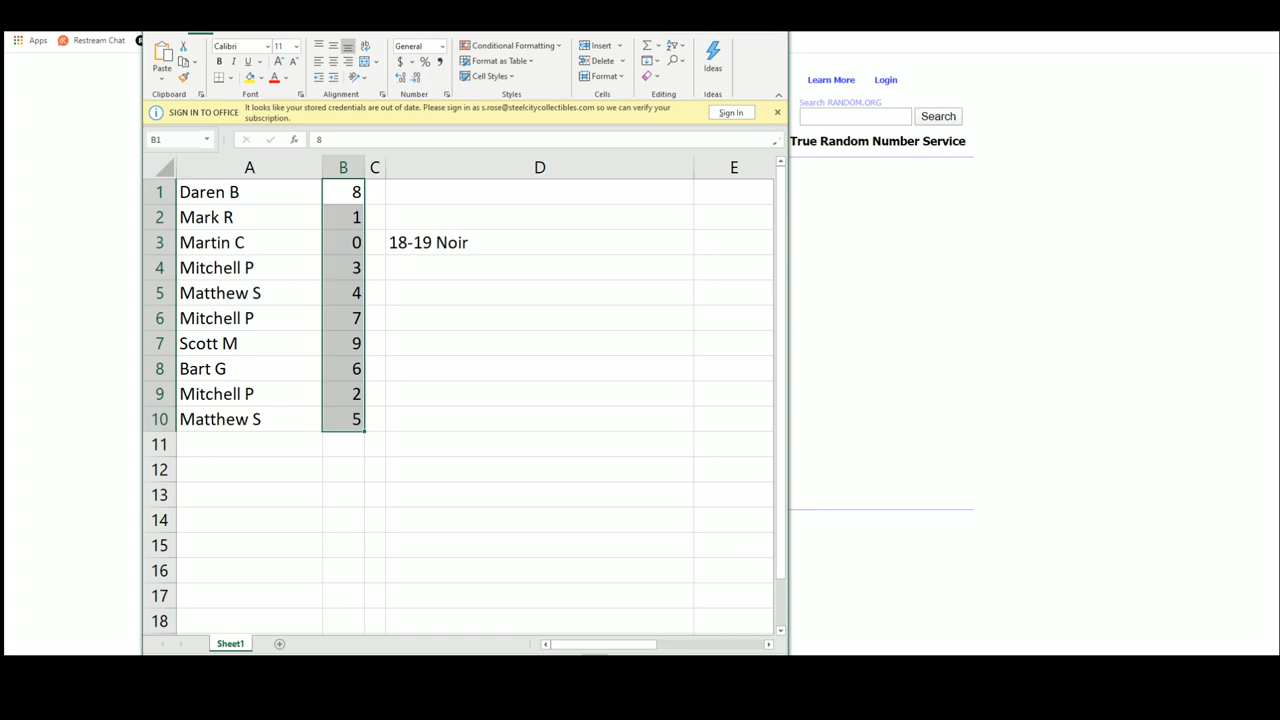 Apps Restream Chat
Calibri 11 General Conditional Formatting Insert
Paste B I U A A $ % 9 Format as Table Delete Ideas
Cell Styles Format
Clipboard Font Alignment Number Styles Cells Editing Ideas
SIGN IN TO OFFICE It looks like your stored credentials are out of date. Please sign in as s.rose@steelcitycollectibles.com so we can verify your
subscription.
Sign In
B1 fx 8
A B C D E
1 Daren B 8
2 Mark R 1
3 Martin C 0 18-19 Noir
4 Mitchell P 3
5 Matthew S 4
6 Mitchell P 7
7 Scott M 9
8 Bart G 6
9 Mitchell P 2
10 Matthew S 5
11
12
13
14
15
16
17
18
Sheet1
Learn More Login
Search RANDOM.ORG
Search
True Random Number Service